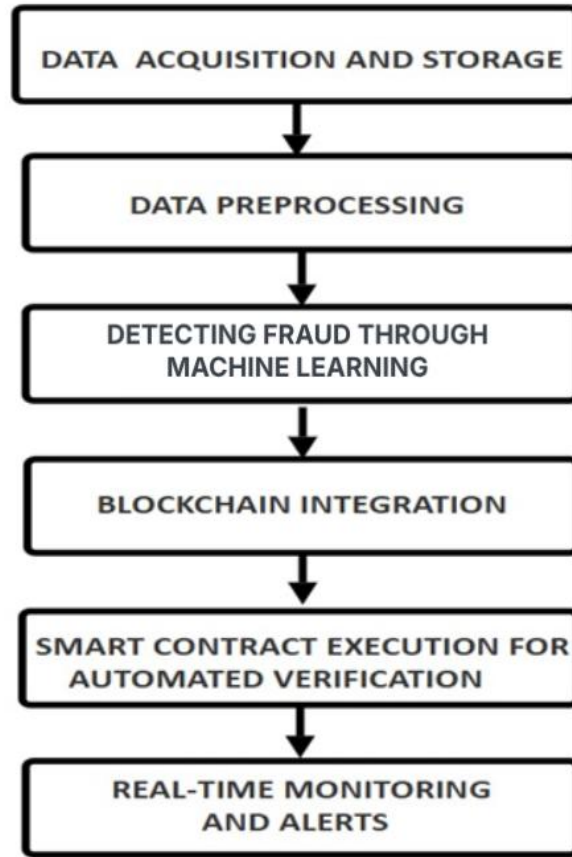 DATA ACQUISITION AND STORAGE
DATA PREPROCESSING
DETECTING FRAUD THROUGH
MACHINE LEARNING
BLOCKCHAIN INTEGRATION
SMART CONTRACT EXECUTION FOR
AUTOMATED VERIFICATION
REAL-TIME MONITORING
AND ALERTS